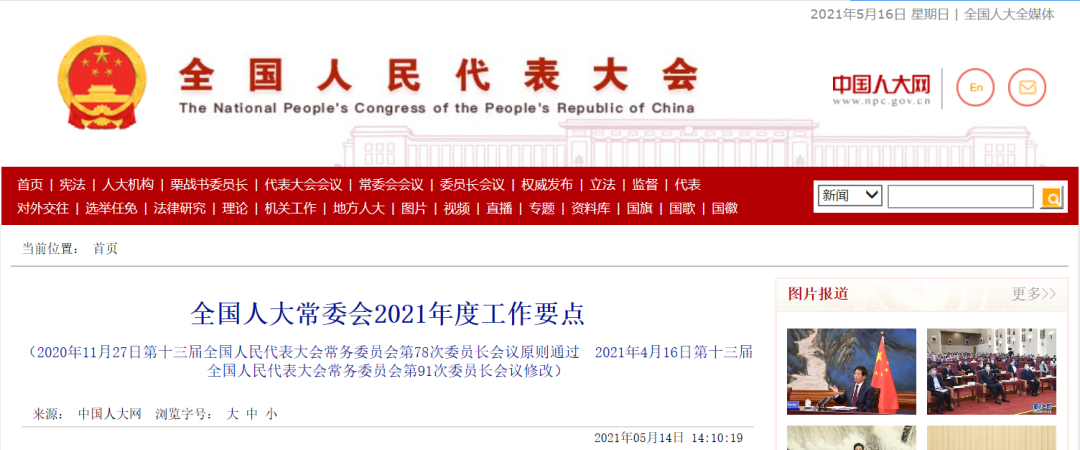 2021年5月16日 星期日 | 全国人大全媒体
全国人民代表大会
The National People's Congress of the People's Republic of China
中国人大网
www.npc.gov.cn
En
首页 | 宪法 | 人大机构 | 栗战书委员长 | 代表大会会议 | 常委会会议 | 委员长会议 | 权威发布 | 立法 | 监督 | 代表
对外交往 | 选举任免 | 法律研究 | 理论 | 机关工作 | 地方人大 | 图片 | 视频 | 直播 | 专题 | 资料库 | 国旗 | 国歌 | 国徽
新闻
当前位置： 首页
全国人大常委会2021年度工作要点
（2020年11月27日第十三届全国人民代表大会常务委员会第78次委员长会议原则通过 2021年4月16日第十三届
全国人民代表大会常务委员会第91次委员长会议修改）
来源： 中国人大网 浏览字号： 大 中 小
2021年05月14日 14:10:19
图片报道
更多>>